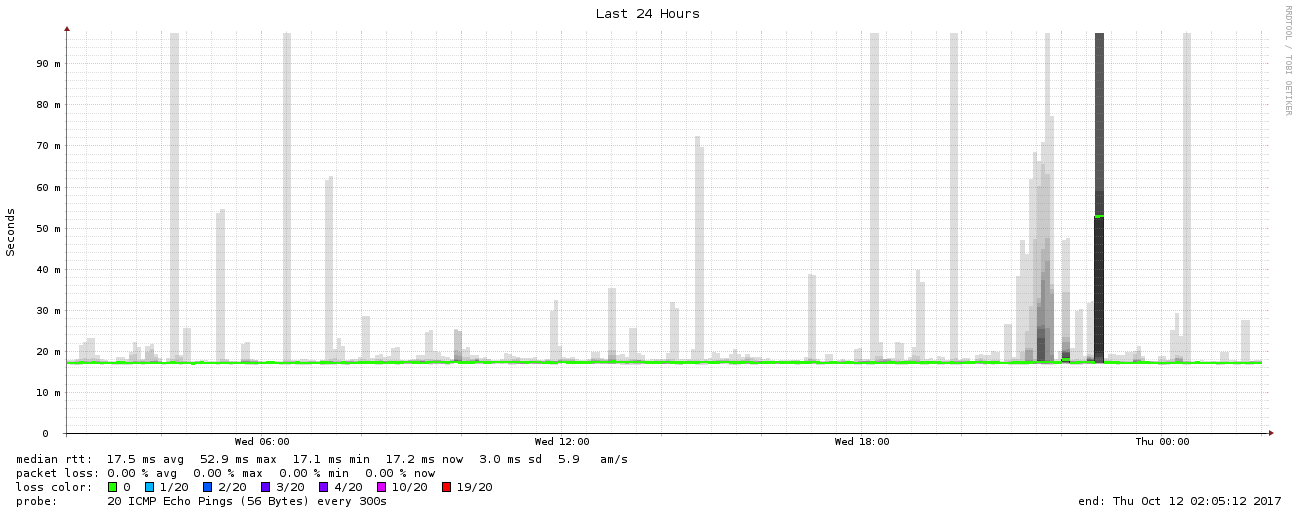 Last 24 Hours
RRDTOOL / TOBI OETIKER
Seconds
90 m
80 m
70 m
60 m
50 m
40 m
30 m
20 m
10 m
0
Wed 06:00 Wed 12:00 Wed 18:00 Thu 00:00
median rtt: 17.5 ms avg 52.9 ms max 17.1 ms min 17.2 ms now 3.0 ms sd 5.9 am/s
packet loss: 0.00 % avg 0.00 % max 0.00 % min 0.00 % now
loss color: 0 1/20 2/20 3/20 4/20 10/20 19/20
probe: 20 ICMP Echo Pings (56 Bytes) every 300s end: Thu Oct 12 02:05:12 2017